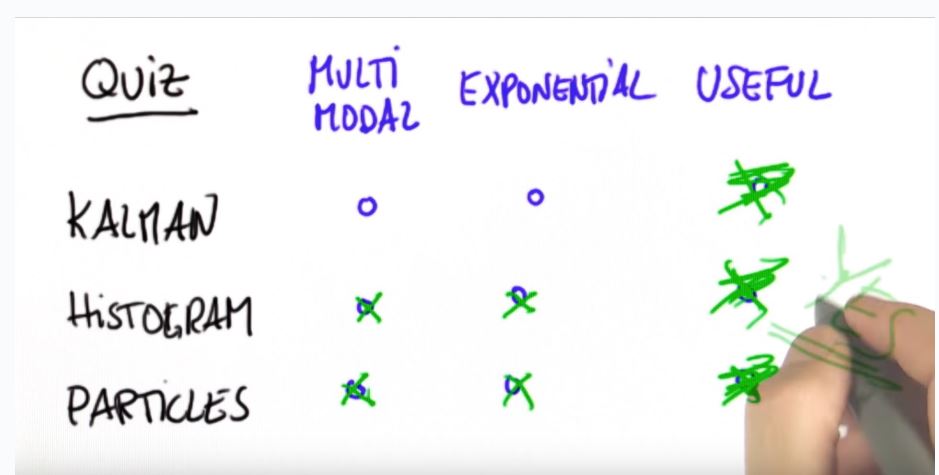 QUiZ MULTi EXPONENTiAL USEFUL
MODAL
KALMAN
HiSTOGRAM
PARTiCLES